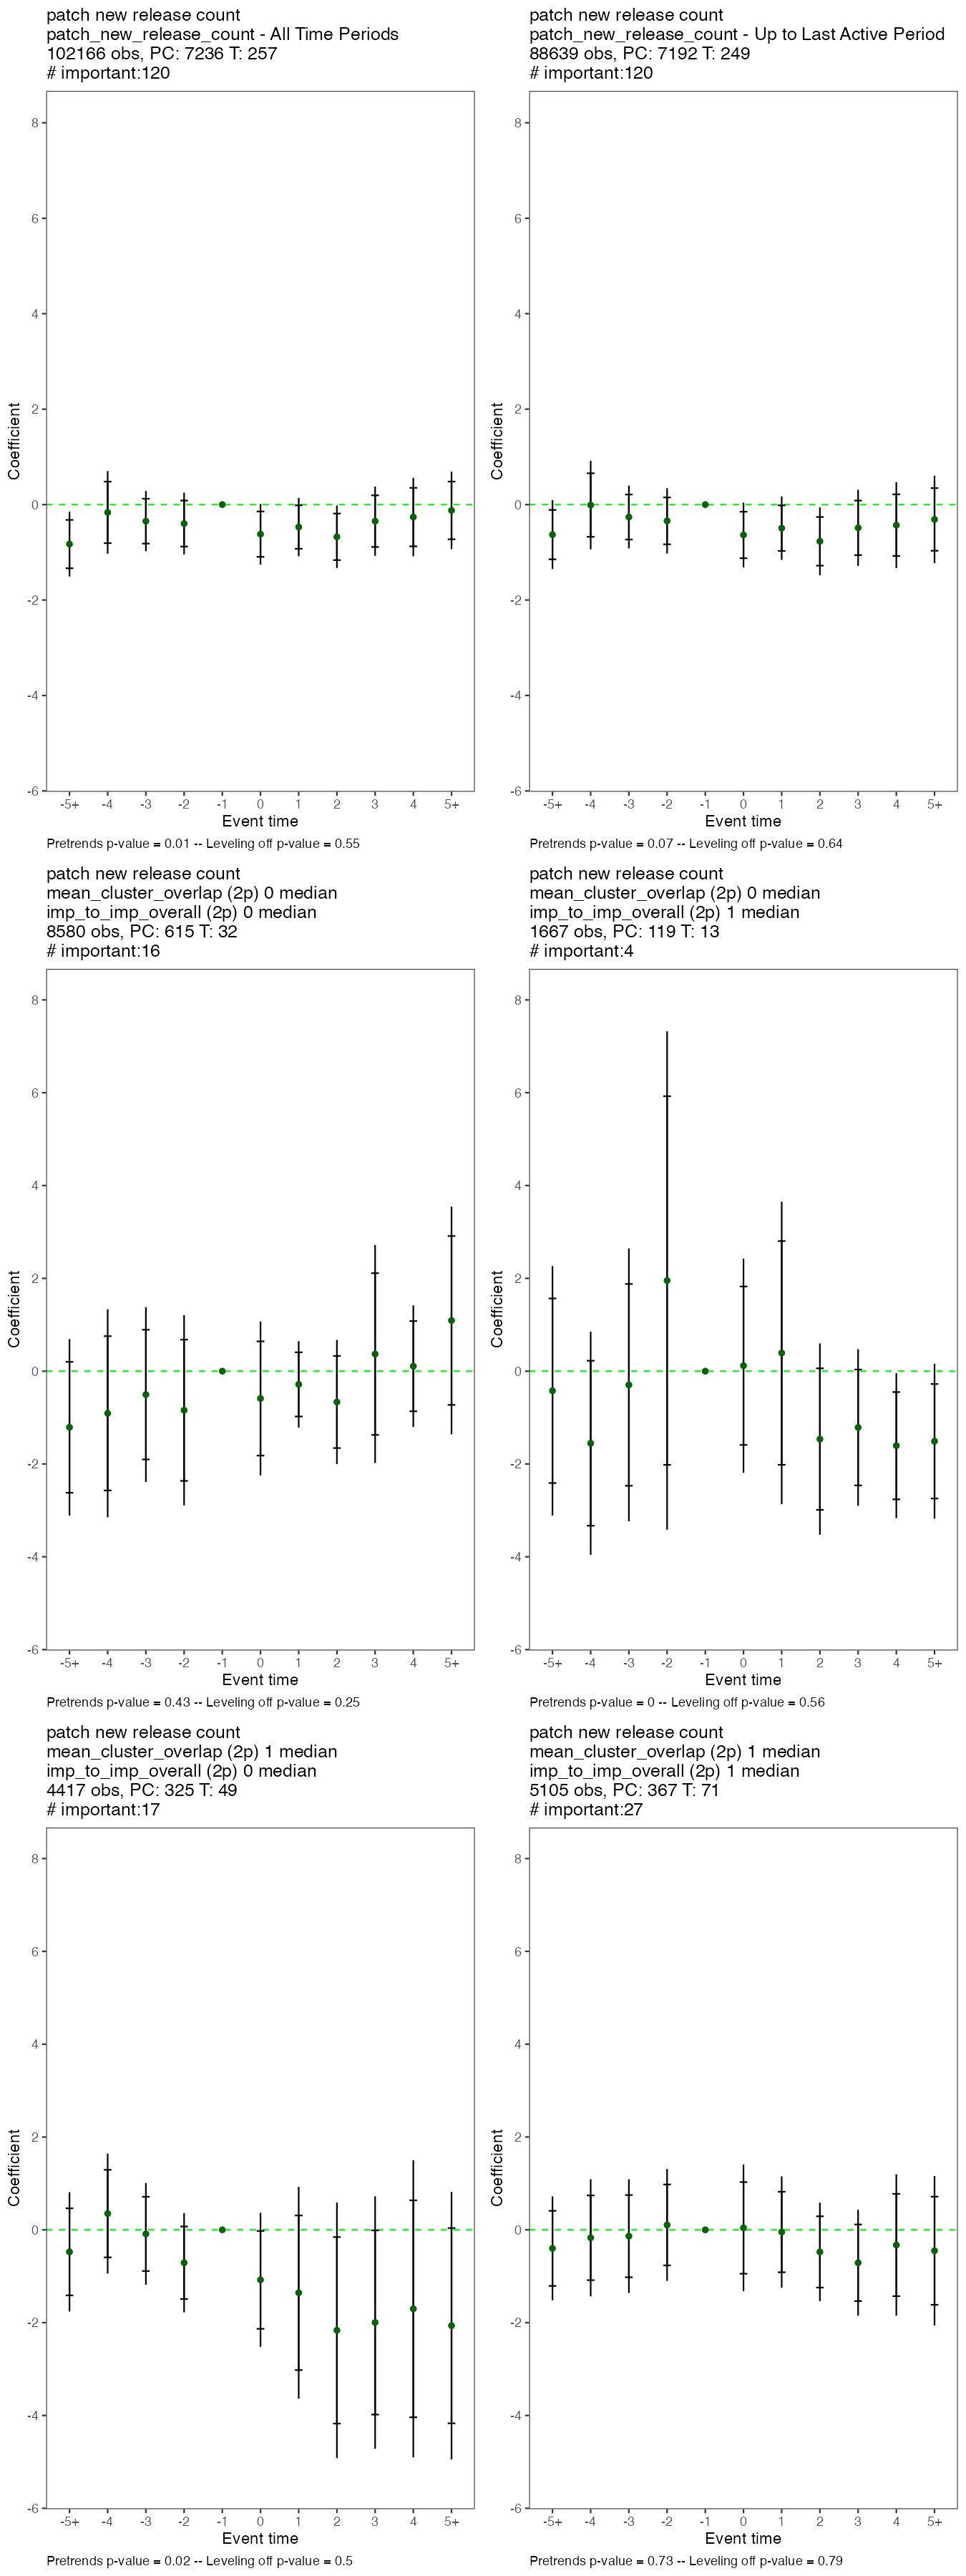 patch new release count
patch_new_release_count - All Time Periods
102166 obs, PC: 7236 T: 257
# important:120
8
6
4
2
0
-2
-4
-6
Coefficient
-5+ -4 -3 -2 -1 0 1 2 3 4 5+
Event time
Pretrends p-value = 0.01 -- Leveling off p-value = 0.55
patch new release count
patch_new_release_count - Up to Last Active Period
88639 obs, PC: 7192 T: 249
# important:120
8
6
4
2
0
-2
-4
-6
Coefficient
-5+ -4 -3 -2 -1 0 1 2 3 4 5+
Event time
Pretrends p-value = 0.07 -- Leveling off p-value = 0.64
patch new release count
mean_cluster_overlap (2p) 0 median
imp_to_imp_overall (2p) 0 median
8580 obs, PC: 615 T: 32
# important:16
8
6
4
2
0
-2
-4
-6
Coefficient
-5+ -4 -3 -2 -1 0 1 2 3 4 5+
Event time
Pretrends p-value = 0.43 -- Leveling off p-value = 0.25
patch new release count
mean_cluster_overlap (2p) 0 median
imp_to_imp_overall (2p) 1 median
1667 obs, PC: 119 T: 13
# important:4
8
6
4
2
0
-2
-4
-6
Coefficient
-5+ -4 -3 -2 -1 0 1 2 3 4 5+
Event time
Pretrends p-value = 0 -- Leveling off p-value = 0.56
patch new release count
mean_cluster_overlap (2p) 1 median
imp_to_imp_overall (2p) 0 median
4417 obs, PC: 325 T: 49
# important:17
8
6
4
2
0
-2
-4
-6
Coefficient
-5+ -4 -3 -2 -1 0 1 2 3 4 5+
Event time
Pretrends p-value = 0.02 -- Leveling off p-value = 0.5
patch new release count
mean_cluster_overlap (2p) 1 median
imp_to_imp_overall (2p) 1 median
5105 obs, PC: 367 T: 71
# important:27
8
6
4
2
0
-2
-4
-6
Coefficient
-5+ -4 -3 -2 -1 0 1 2 3 4 5+
Event time
Pretrends p-value = 0.73 -- Leveling off p-value = 0.79